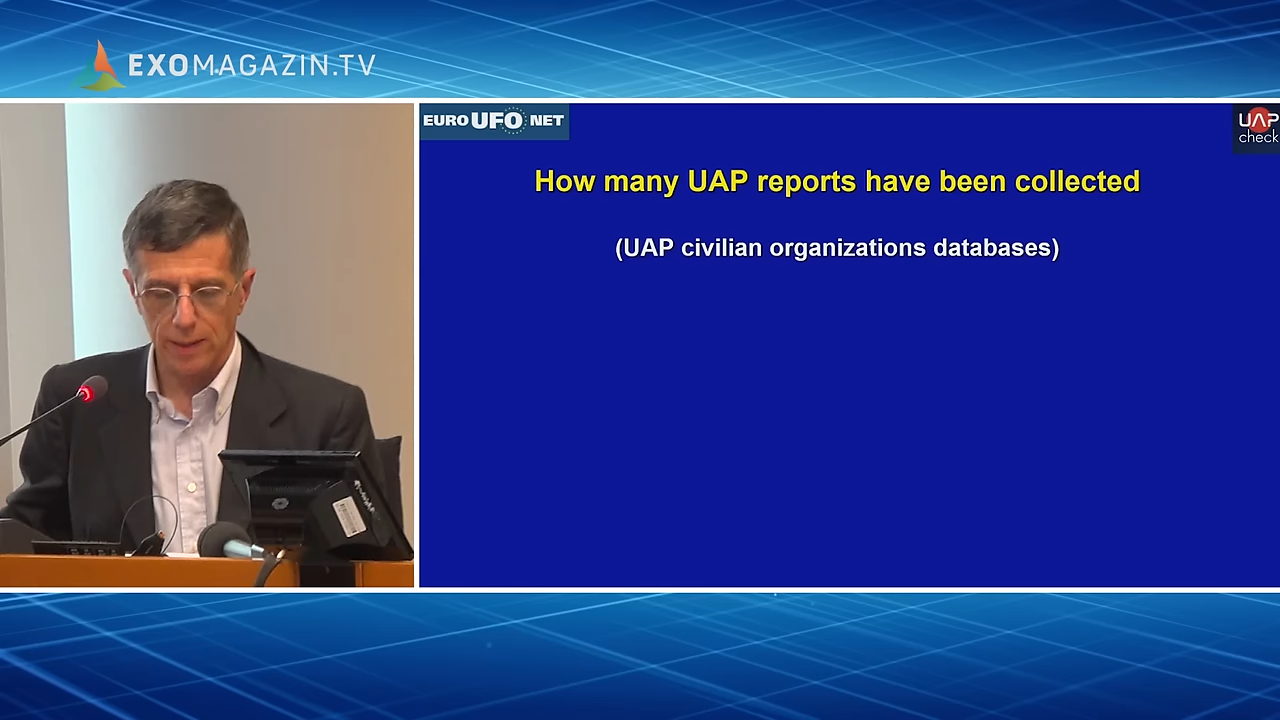 EXOMAGAZIN.TV
EURO UFO NET
UAP
check
How many UAP reports have been collected
(UAP civilian organizations databases)